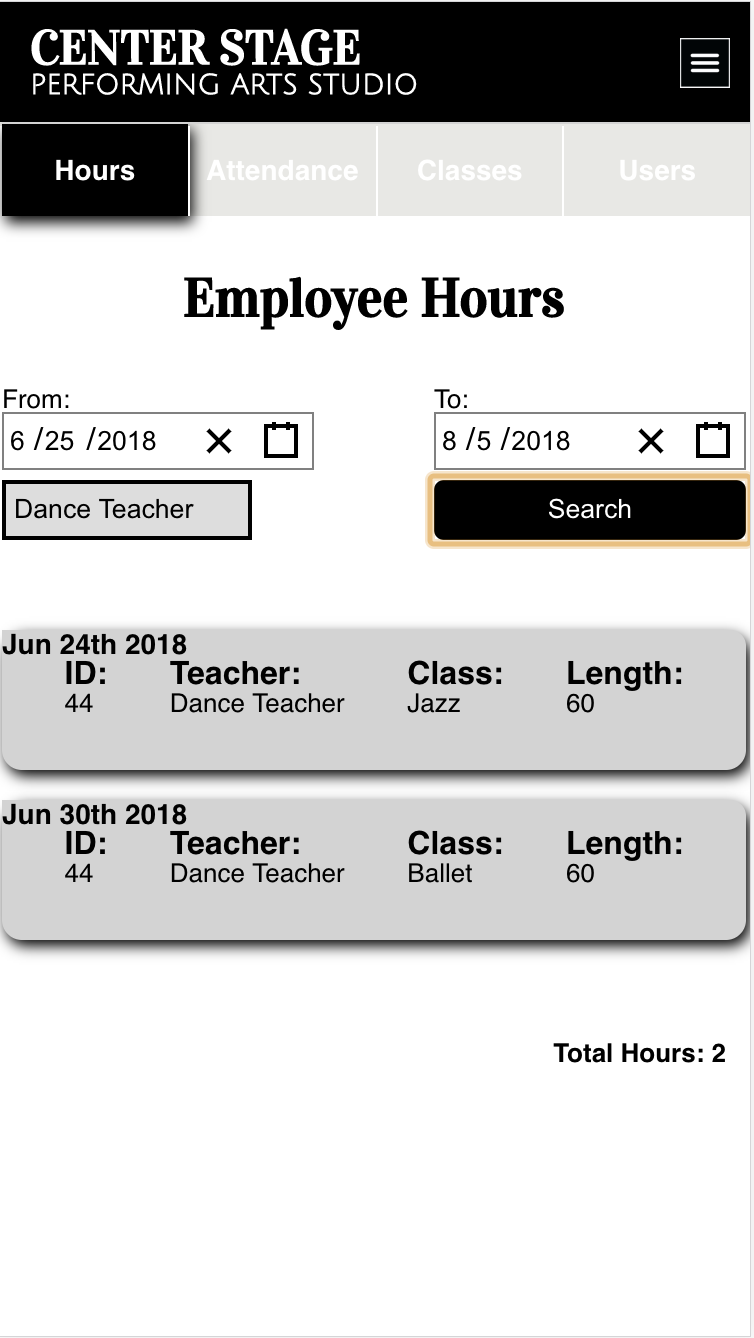 CENTER STAGE
PERFORMING ARTS STUDIO
Hours Attendance Classes Users
Employee Hours
From: To:
6 /25 /2018 8 /5 /2018
Dance Teacher Search
Jun 24th 2018
ID: Teacher: Class: Length:
44 Dance Teacher Jazz 60
Jun 30th 2018
ID: Teacher: Class: Length:
44 Dance Teacher Ballet 60
Total Hours: 2